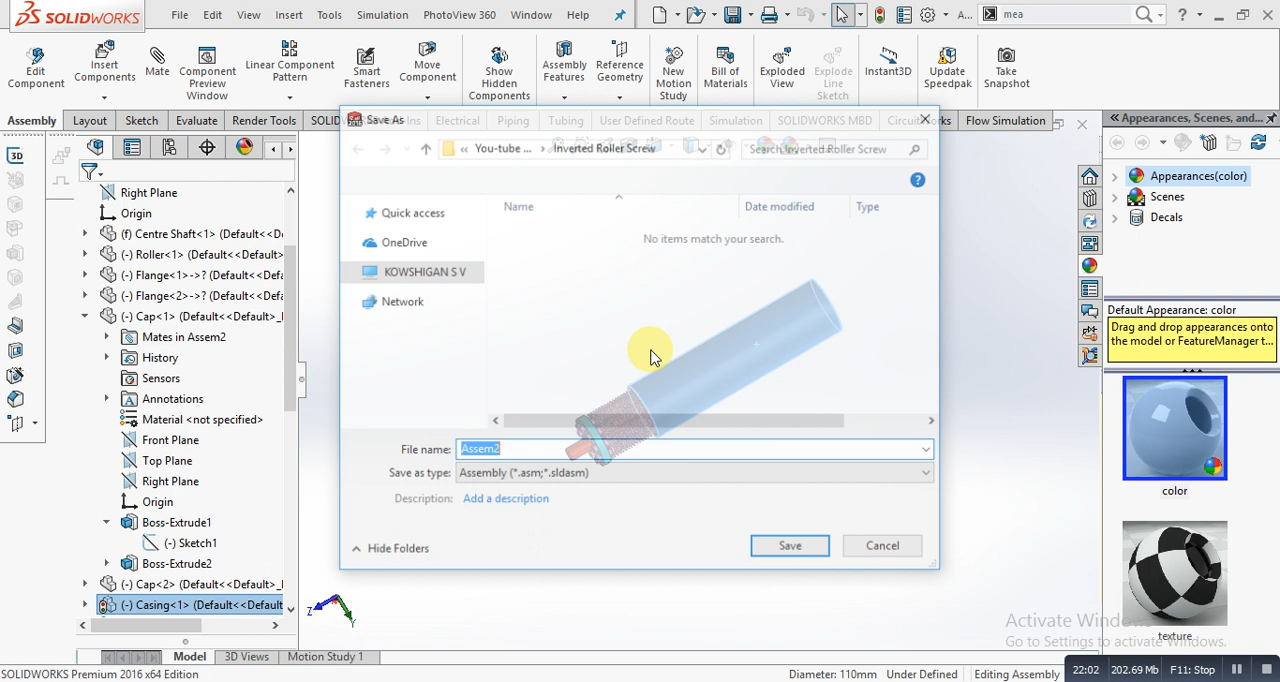 SOLIDWORKS File Edit View Insert Tools Simulation PhotoView 360 Window Help A... mea ?
Edit Component
Insert Components
Mate
Component Preview Window
Linear Component Pattern
Smart Fasteners
Move Component
Show Hidden Components
Assembly Features
Reference Geometry
New Motion Study
Bill of Materials
Exploded View
Explode Line Sketch
Instant3D
Update Speedpak
Take Snapshot
Assembly Layout Sketch Evaluate Render Tools SOLID Save As Ins Electrical Piping Tubing User Defined Route Simulation SOLIDWORKS MBD Circuit ks Flow Simulation
Appearances, Scenes, and...
« You-tube ... › Inverted Roller Screw Search Inverted Roller Screw
Right Plane
Origin
(f) Centre Shaft<1> (Default<<De
(-) Roller<1> (Default<<Default>
(-) Flange<1>->? (Default<<Defa
(-) Flange<2>->? (Default<<Defa
(-) Cap<1> (Default<<Default>_
Mates in Assem2
History
Sensors
Annotations
Material <not specified>
Front Plane
Top Plane
Right Plane
Origin
Boss-Extrude1
(-) Sketch1
Boss-Extrude2
(-) Cap<2> (Default<<Default>_
(-) Casing<1> (Default<<Default
Quick access
OneDrive
KOWSHIGAN S V
Network
Name Date modified Type
No items match your search.
File name: Assem2
Save as type: Assembly (*.asm;*.sldasm)
Description: Add a description
Hide Folders Save Cancel
Appearances(color)
Scenes
Decals
Default Appearance: color
Drag and drop appearances onto
the model or FeatureManager t...
color
texture
Z Y
Activate Windows
Go to Settings to activate Windows.
Model 3D Views Motion Study 1
SOLIDWORKS Premium 2016 x64 Edition Diameter: 110mm Under Defined Editing Assembly 22:02 202.69 Mb F11: Stop